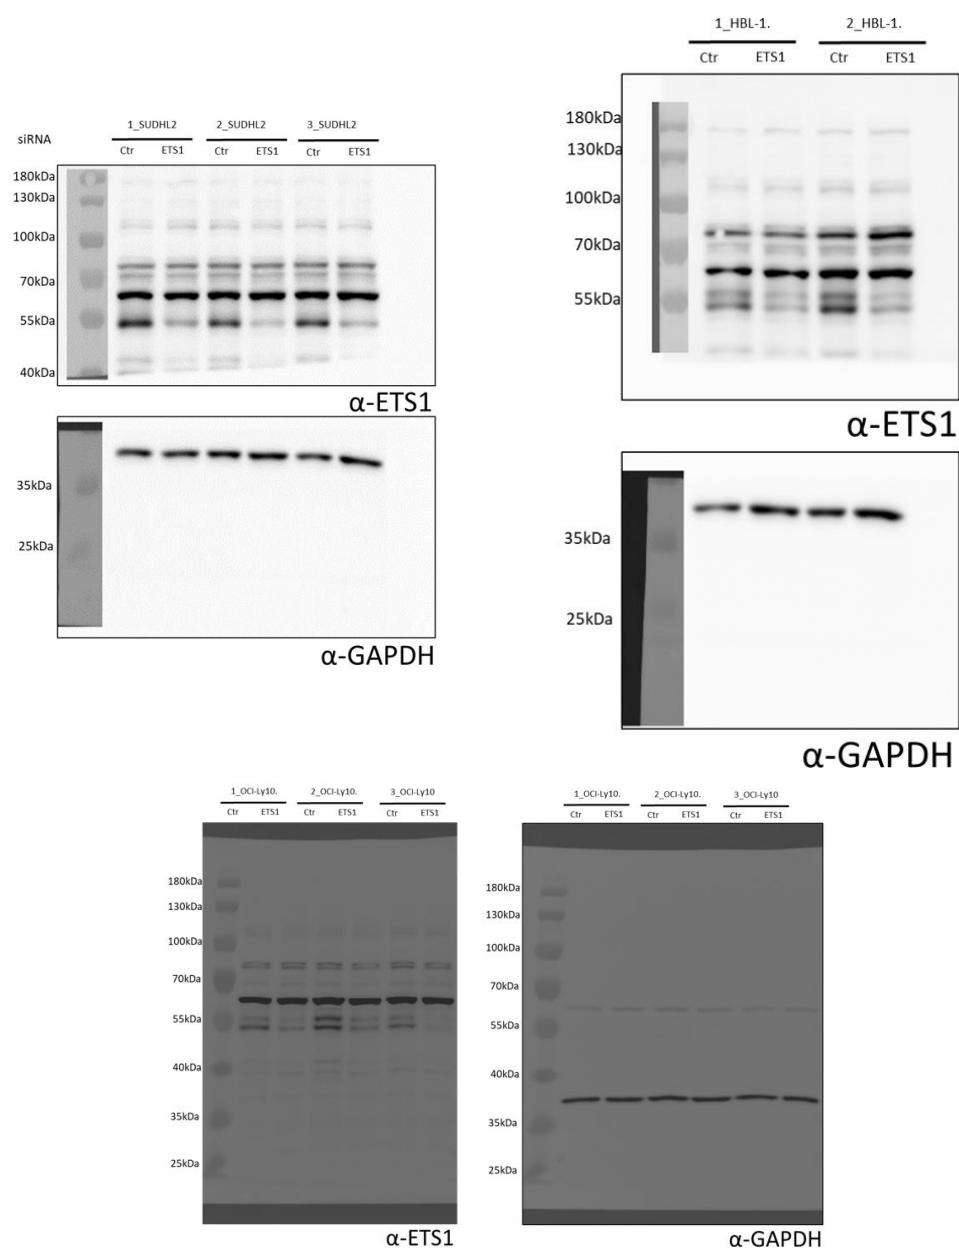 1_HBL-1. 2_HBL-1.
Ctr ETS1 Ctr ETS1
180kDa
130kDa
100kDa
70kDa
55kDa
α-ETS1
35kDa
25kDa
α-GAPDH
1_SUDHL2 2_SUDHL2 3_SUDHL2
siRNA
Ctr ETS1 Ctr ETS1 Ctr ETS1
180kDa
130kDa
100kDa
70kDa
55kDa
40kDa
α-ETS1
35kDa
25kDa
α-GAPDH
1_OCI-Ly10. 2_OCI-Ly10. 3_OCI-Ly10
Ctr ETS1 Ctr ETS1 Ctr ETS1
180kDa
130kDa
100kDa
70kDa
55kDa
40kDa
35kDa
25kDa
α-ETS1
1_OCI-Ly10. 2_OCI-Ly10. 3_OCI-Ly10
Ctr ETS1 Ctr ETS1 Ctr ETS1
180kDa
130kDa
100kDa
70kDa
55kDa
40kDa
35kDa
25kDa
α-GAPDH